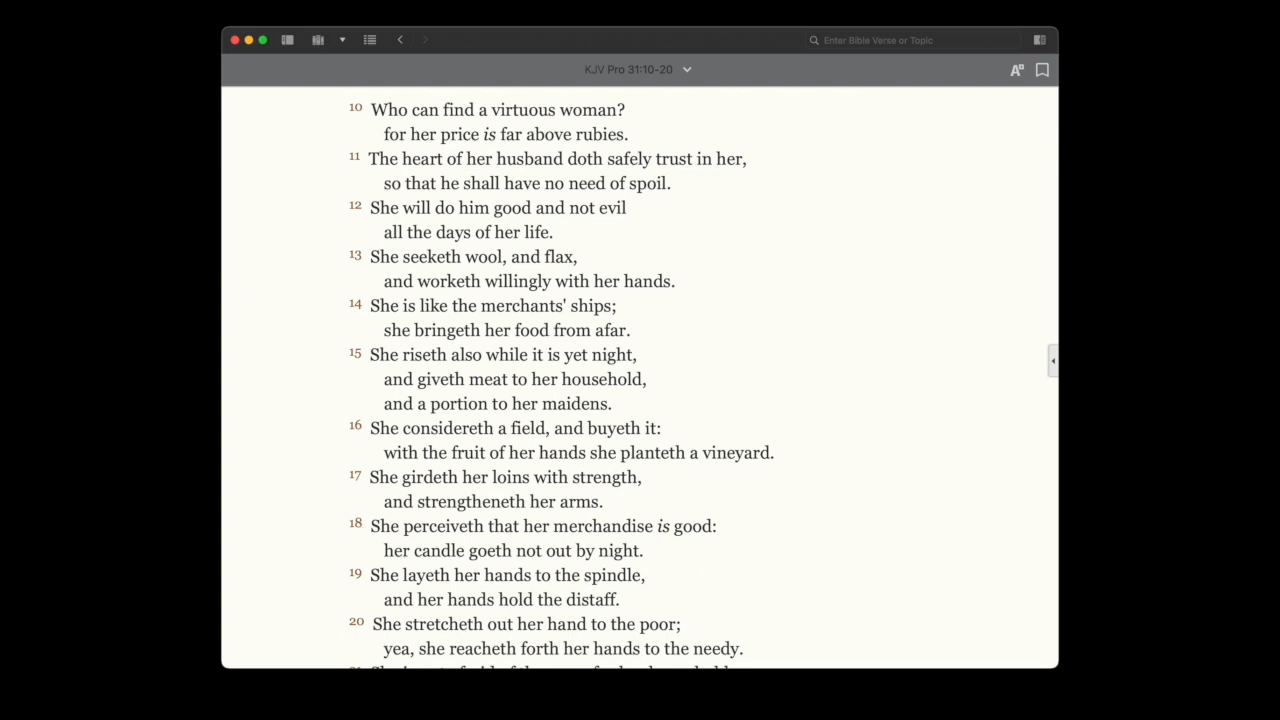 Enter Bible Verse or Topic
KJV Pro 31:10-20
10 Who can find a virtuous woman?
for her price is far above rubies.
11 The heart of her husband doth safely trust in her,
so that he shall have no need of spoil.
12 She will do him good and not evil
all the days of her life.
13 She seeketh wool, and flax,
and worketh willingly with her hands.
14 She is like the merchants' ships;
she bringeth her food from afar.
15 She riseth also while it is yet night,
and giveth meat to her household,
and a portion to her maidens.
16 She considereth a field, and buyeth it:
with the fruit of her hands she planteth a vineyard.
17 She girdeth her loins with strength,
and strengtheneth her arms.
18 She perceiveth that her merchandise is good:
her candle goeth not out by night.
19 She layeth her hands to the spindle,
and her hands hold the distaff.
20 She stretcheth out her hand to the poor;
yea, she reacheth forth her hands to the needy.